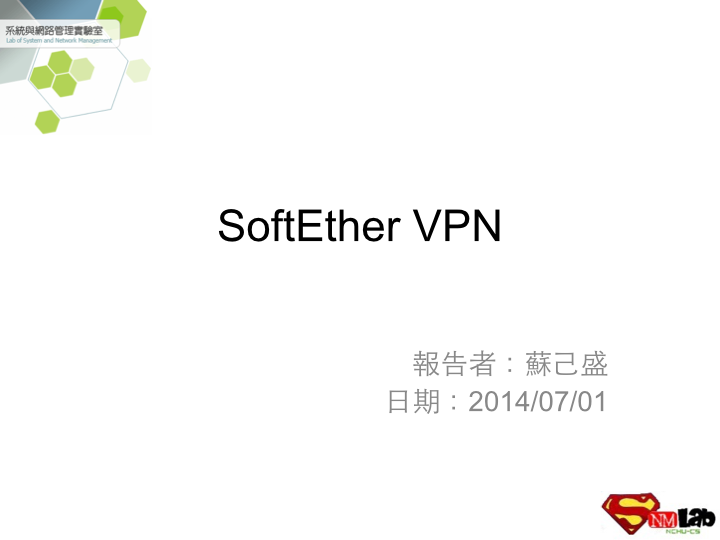 系統與網路管理實驗室
Lab of System and Network Management
SoftEther VPN
報告者：蘇己盛
日期：2014/07/01
SNMLab
NCHU-CS